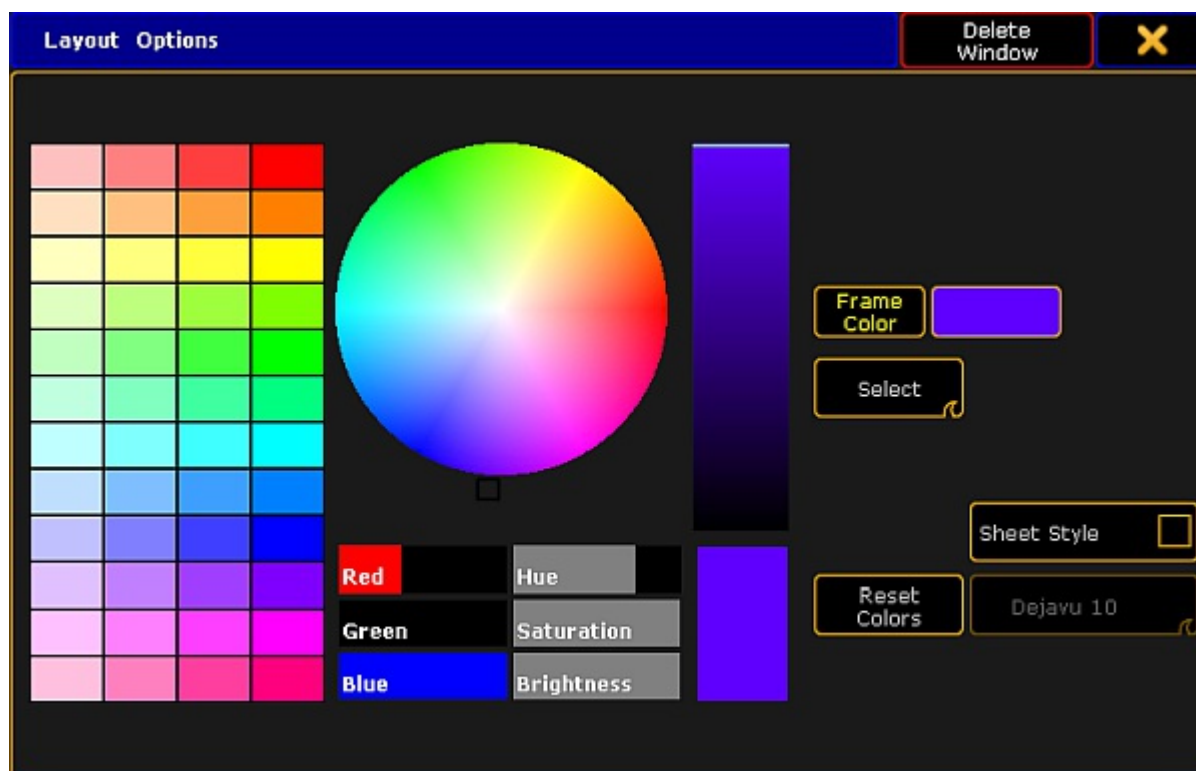 Layout Options
Delete
Window
Frame
Color
Select
Sheet Style
Red
Hue
Reset
Colors
Dejavu 10
Green
Saturation
Blue
Brightness